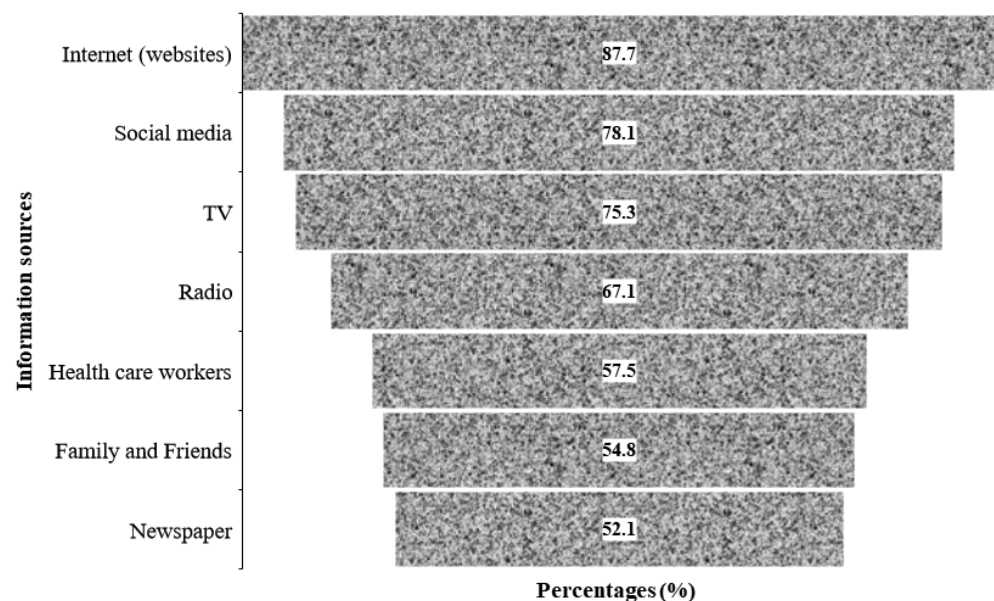 Internet (websites)
87.7
Social media
78.1
TV
75.3
Radio
67.1
Health care workers
57.5
Family and Friends
54.8
Newspaper
52.1
Information sources
Percentages (%)